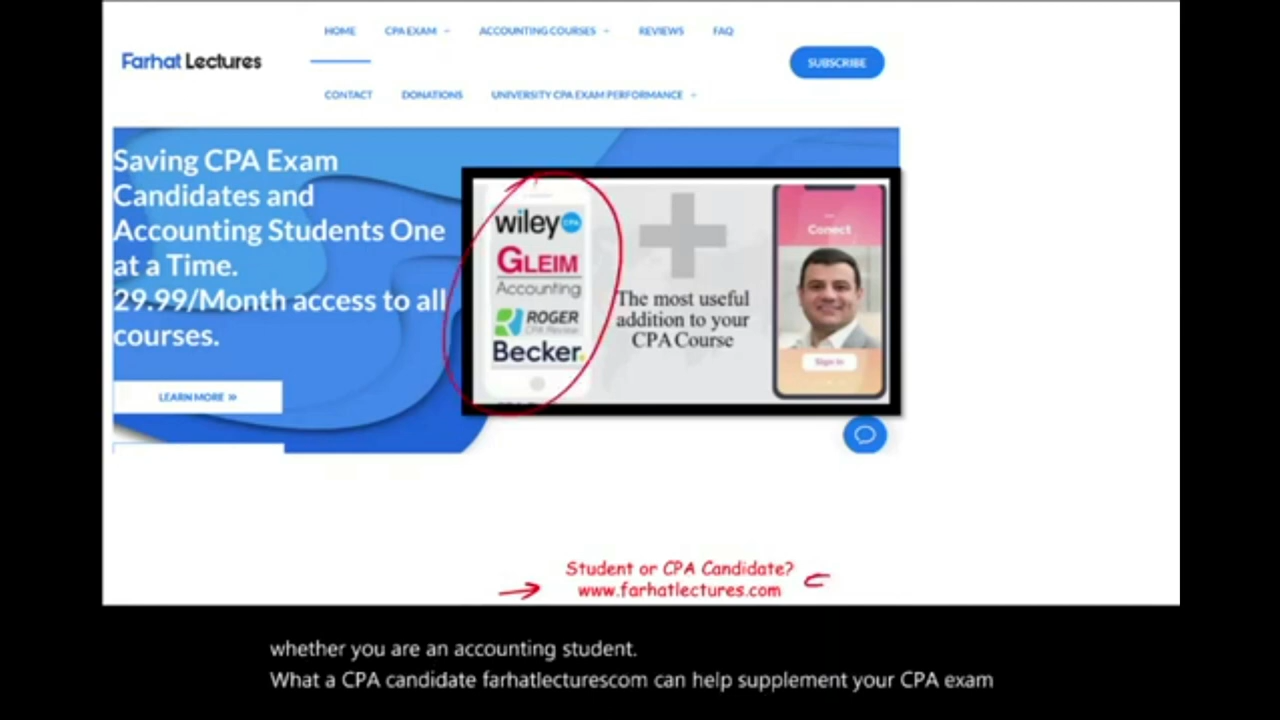 HOME CPA EXAM ACCOUNTING COURSES REVIEWS FAQ
Farhat Lectures
SUBSCRIBE
CONTACT DONATIONS UNIVERSITY CPA EXAM PERFORMANCE
Saving CPA Exam
Candidates and
Accounting Students One
at a Time.
29.99/Month access to all
courses.
LEARN MORE »
wiley CPA
GLEIM
Accounting
ROGER
CPA Review
Becker.
The most useful
addition to your
CPA Course
Conect
Sign in
Student or CPA Candidate?
www.farhatlectures.com
whether you are an accounting student.
What a CPA candidate farhatlecturescom can help supplement your CPA exam